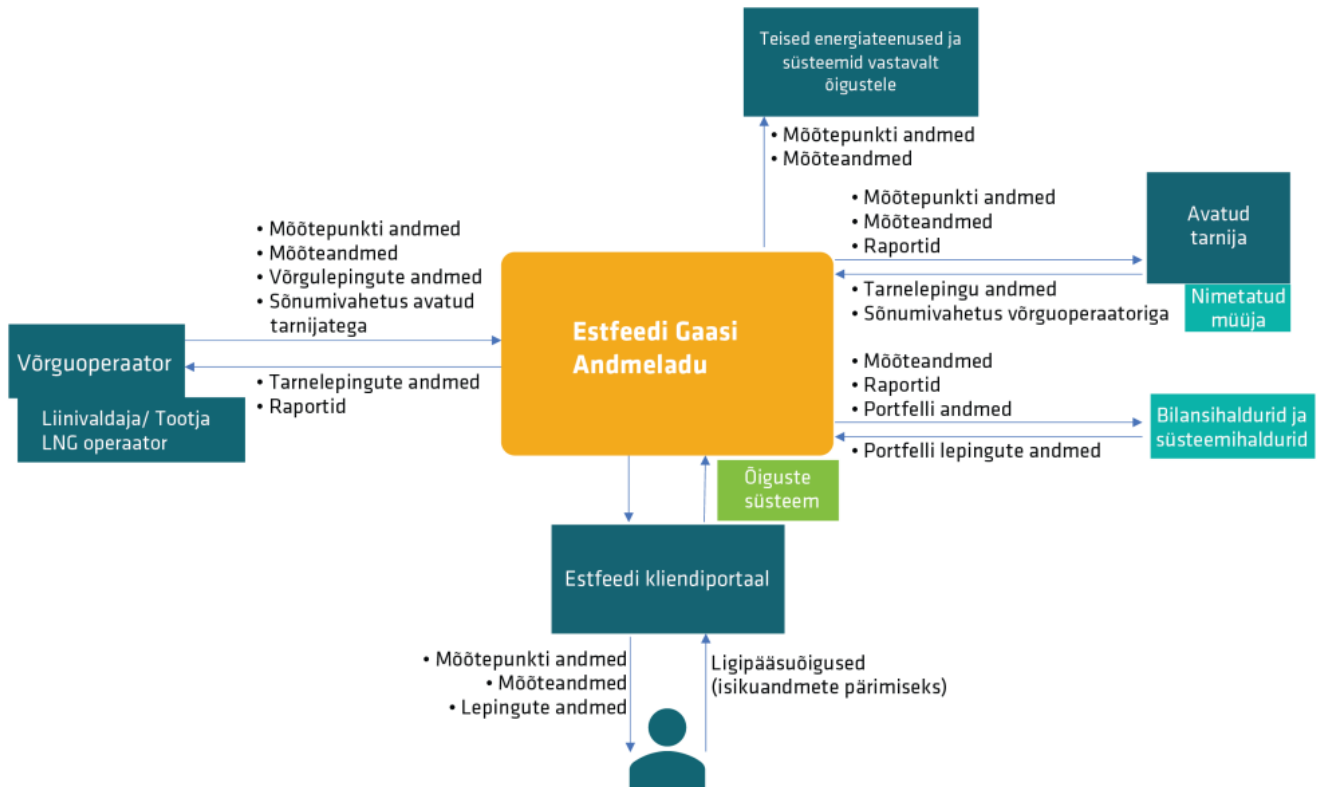 Teised energiateenused ja
süsteemid vastavalt
õigustele
• Mõõtepunkti andmed
• Mõõteandmed
• Mõõtepunkti andmed
• Mõõteandmed
• Raportid
Avatud
tarnija
• Tarnelepingu andmed
• Sõnumivahetus võrguoperaatoriga
Nimetatud
müüja
• Mõõtepunkti andmed
• Mõõteandmed
• Võrgulepingute andmed
• Sõnumivahetus avatud
tarnijatega
Estfeedi Gaasi
Andmeladu
Võrguoperaator
• Tarnelepingute andmed
• Raportid
Liinivaldaja/ Tootja
LNG operaator
• Mõõteandmed
• Raportid
• Portfelli andmed
Bilansihaldurid ja
süsteemihaldurid
• Portfelli lepingute andmed
Õiguste
süsteem
Estfeedi kliendiportaal
• Mõõtepunkti andmed
• Mõõteandmed
• Lepingute andmed
Ligipääsuõigused
(isikuandmete pärimiseks)